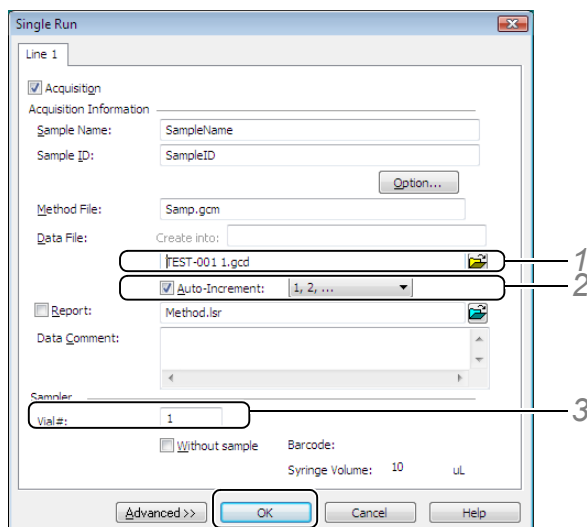 Single Run
Line 1
Acquisition
Acquisition Information
Sample Name: SampleName
Sample ID: SampleID
Option...
Method File: Samp.gcm
Data File: Create into:
TEST-001 1.gcd 1
Auto-Increment: 1, 2, ... 2
Report: Method.lsr
Data Comment:
Sampler
Vial#: 1 3
Without sample Barcode:
Syringe Volume: 10 uL
Advanced >> OK Cancel Help